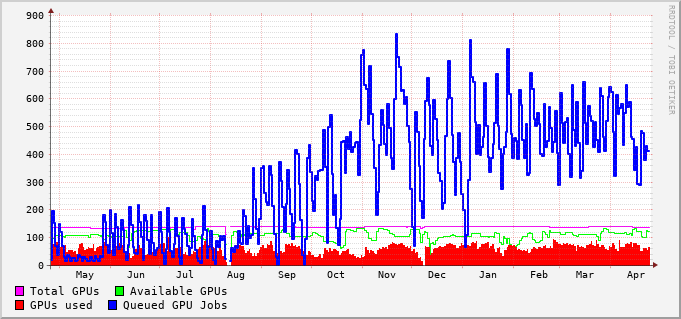 900
800
700
600
500
400
300
200
100
0
May Jun Jul Aug Sep Oct Nov Dec Jan Feb Mar Apr
Total GPUs Available GPUs
GPUs used Queued GPU Jobs
RRDTOOL / TOBI OETIKER